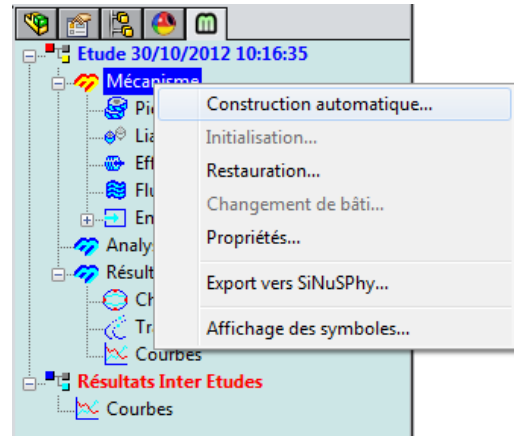 Etude 30/10/2012 10:16:35
Mécanisme
Construction automatique...
Initialisation...
Restauration...
Changement de bâti...
Propriétés...
Export vers SiNuSPhy...
Affichage des symboles...
Courbes
Résultats Inter Etudes
Courbes